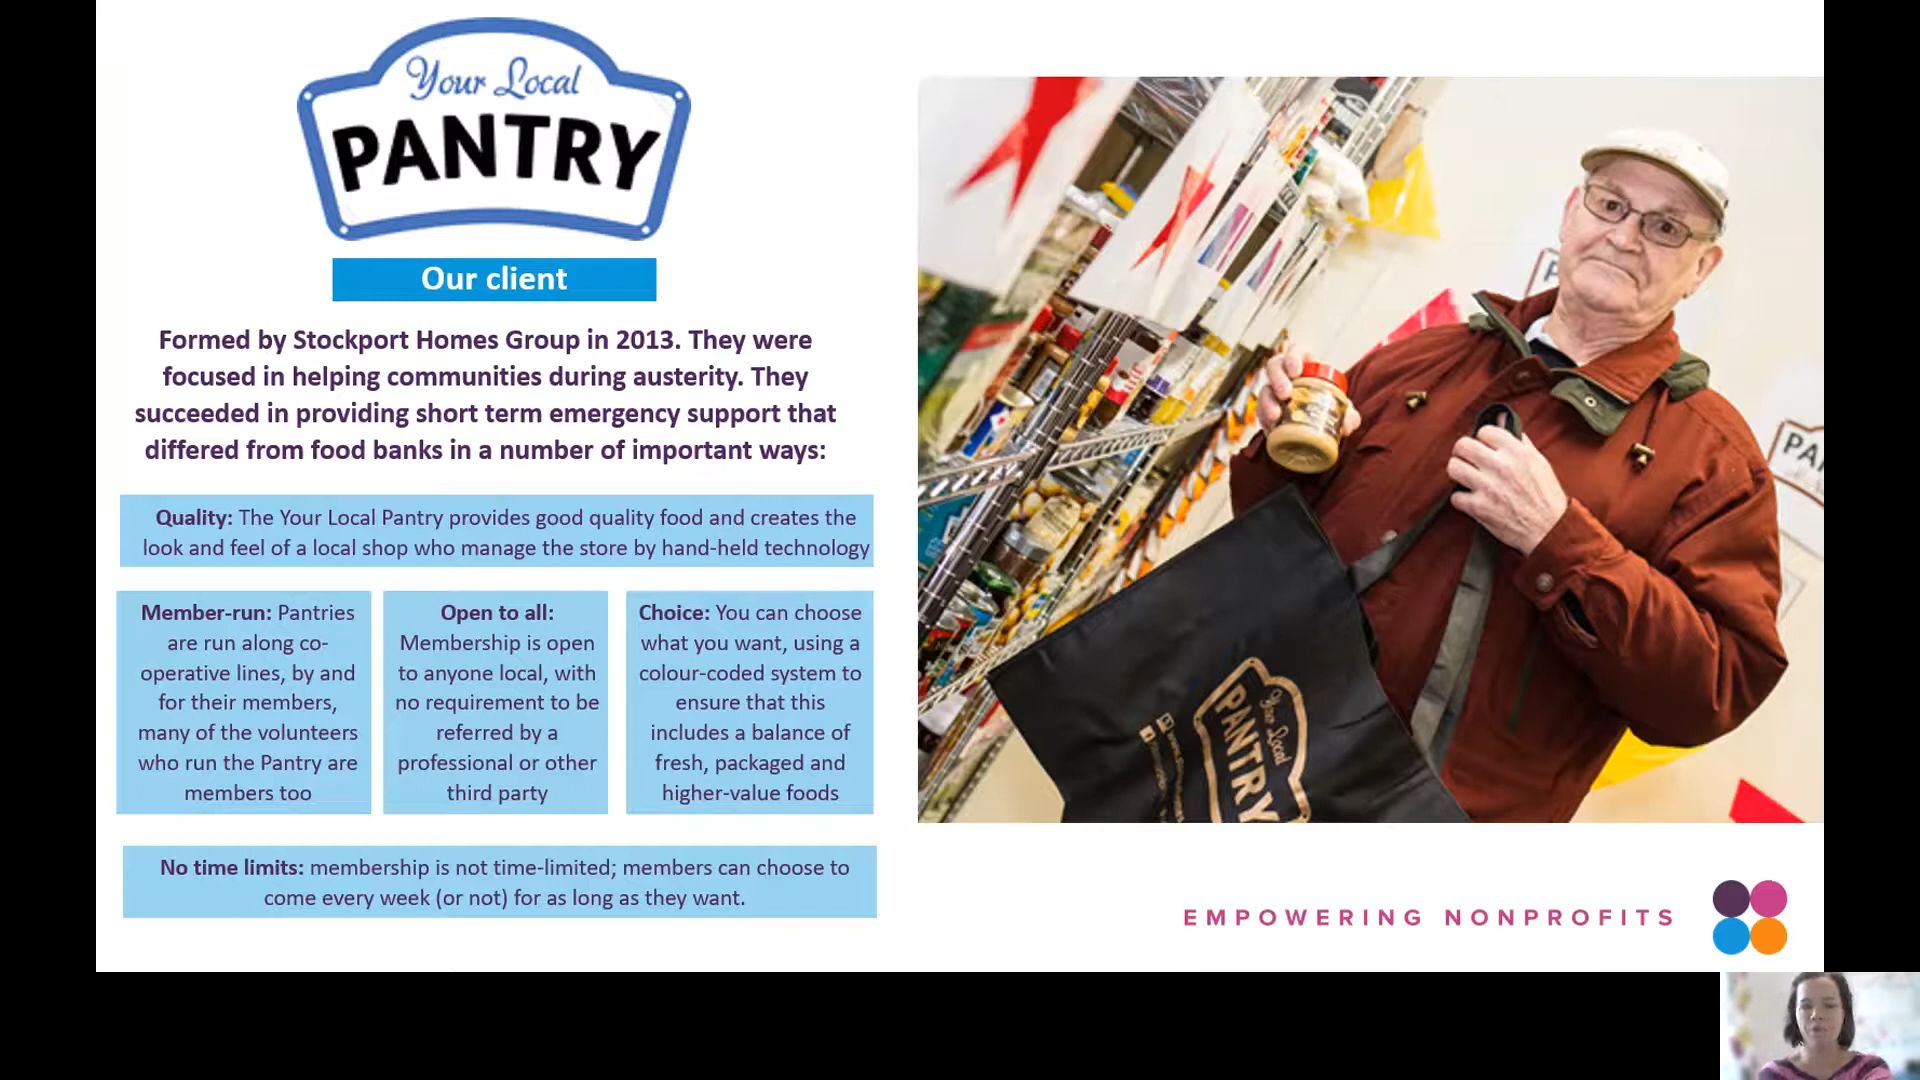 Your Local
PANTRY
Our client
Formed by Stockport Homes Group in 2013. They were
focused in helping communities during austerity. They
succeeded in providing short term emergency support that
differed from food banks in a number of important ways:
Quality: The Your Local Pantry provides good quality food and creates the
look and feel of a local shop who manage the store by hand-held technology
Member-run: Pantries
are run along co-
operative lines, by and
for their members,
many of the volunteers
who run the Pantry are
members too
Open to all:
Membership is open
to anyone local, with
no requirement to be
referred by a
professional or other
third party
Choice: You can choose
what you want, using a
colour-coded system to
ensure that this
includes a balance of
fresh, packaged and
higher-value foods
No time limits: membership is not time-limited; members can choose to
come every week (or not) for as long as they want.
PA
Your Local
PANTRY
EMPOWERING NONPROFITS